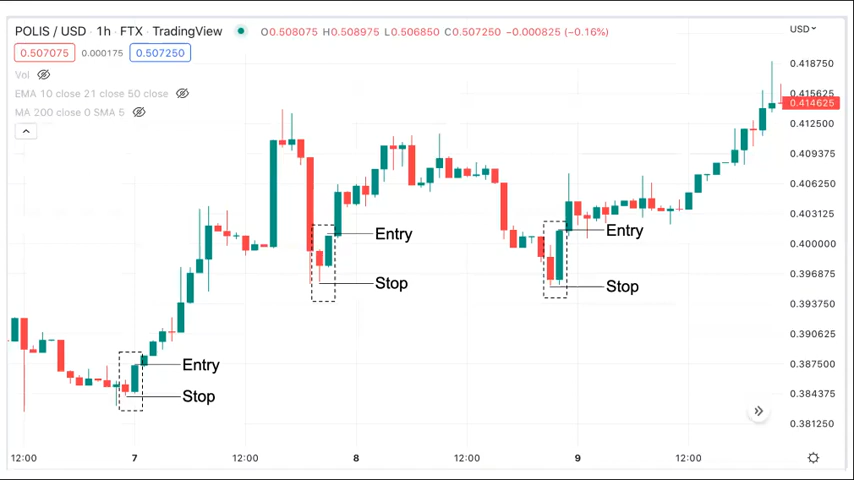 POLIS / USD · 1h · FTX · TradingView O0.508075 H0.508975 L0.506850 C0.507250 −0.000825 (−0.16%) USD
0.507075 0.000175 0.507250
Vol
EMA 10 close 21 close 50 close
MA 200 close 0 SMA 5
0.418750
0.415625
0.414625
0.412500
0.409375
0.406250
0.403125
0.400000
0.396875
0.393750
0.390625
0.387500
0.384375
0.381250
Entry
Stop
Entry
Stop
Entry
Stop
12:00 7 12:00 8 12:00 9 12:00